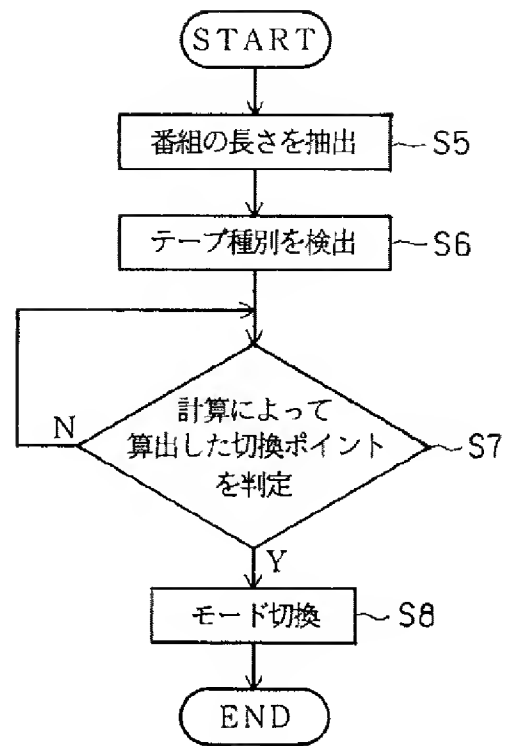 START
番組の長さを抽出
S5
テープ種別を検出
S6
計算によって
算出した切換ポイント
を判定
S7
N
Y
モード切換
S8
END